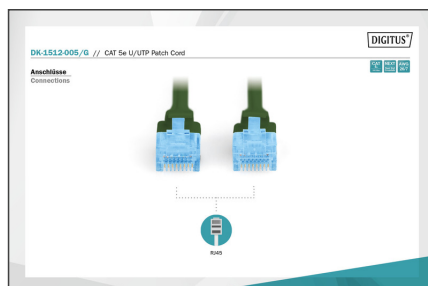 DIGITUS®
DK-1512-005/G // CAT 5e U/UTP Patch Cord
Anschlüsse
Connections
RJ45